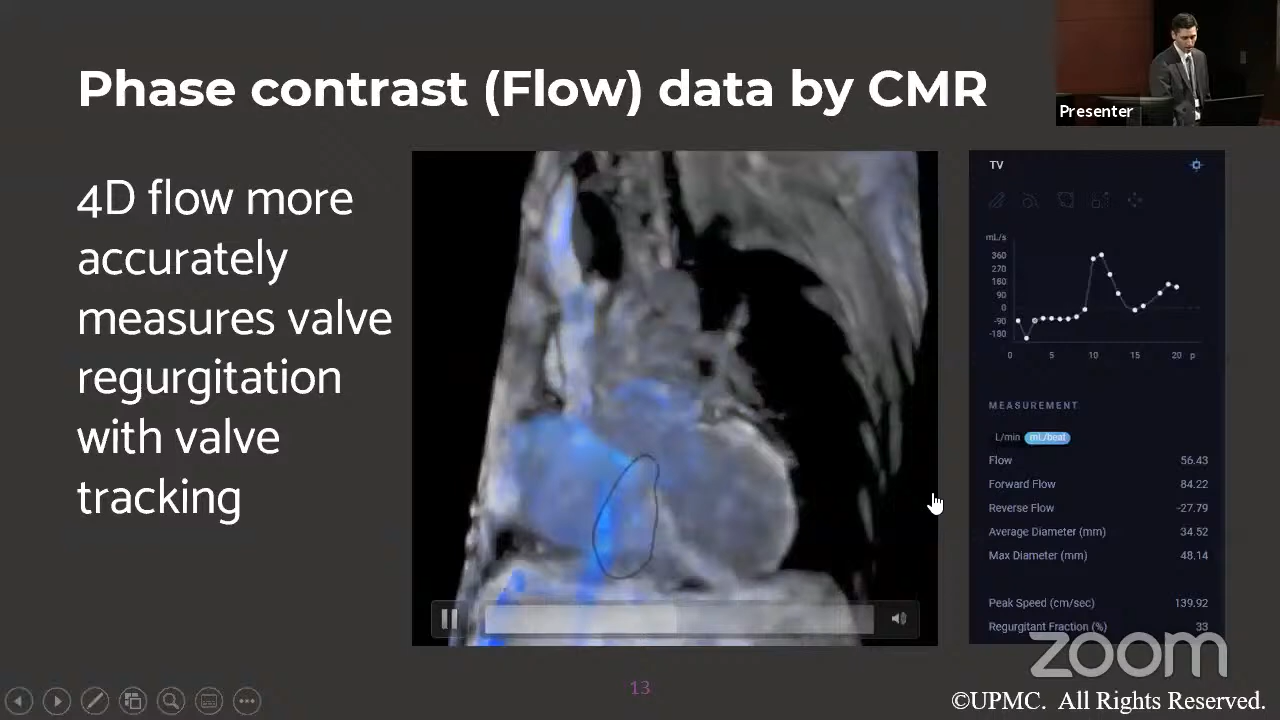 Phase contrast (Flow) data by CMR
Presenter
4D flow more
accurately
measures valve
regurgitation
with valve
tracking
TV
mL/s
360
270
180
90
0
-90
-180
0 5 10 15 20 p
MEASUREMENT
L/min mL/beat
Flow 56.43
Forward Flow 84.22
Reverse Flow -27.79
Average Diameter (mm) 34.52
Max Diameter (mm) 48.14
Peak Speed (cm/sec) 139.92
Regurgitant Fraction (%) 33
zoom
13
©UPMC. All Rights Reserved.